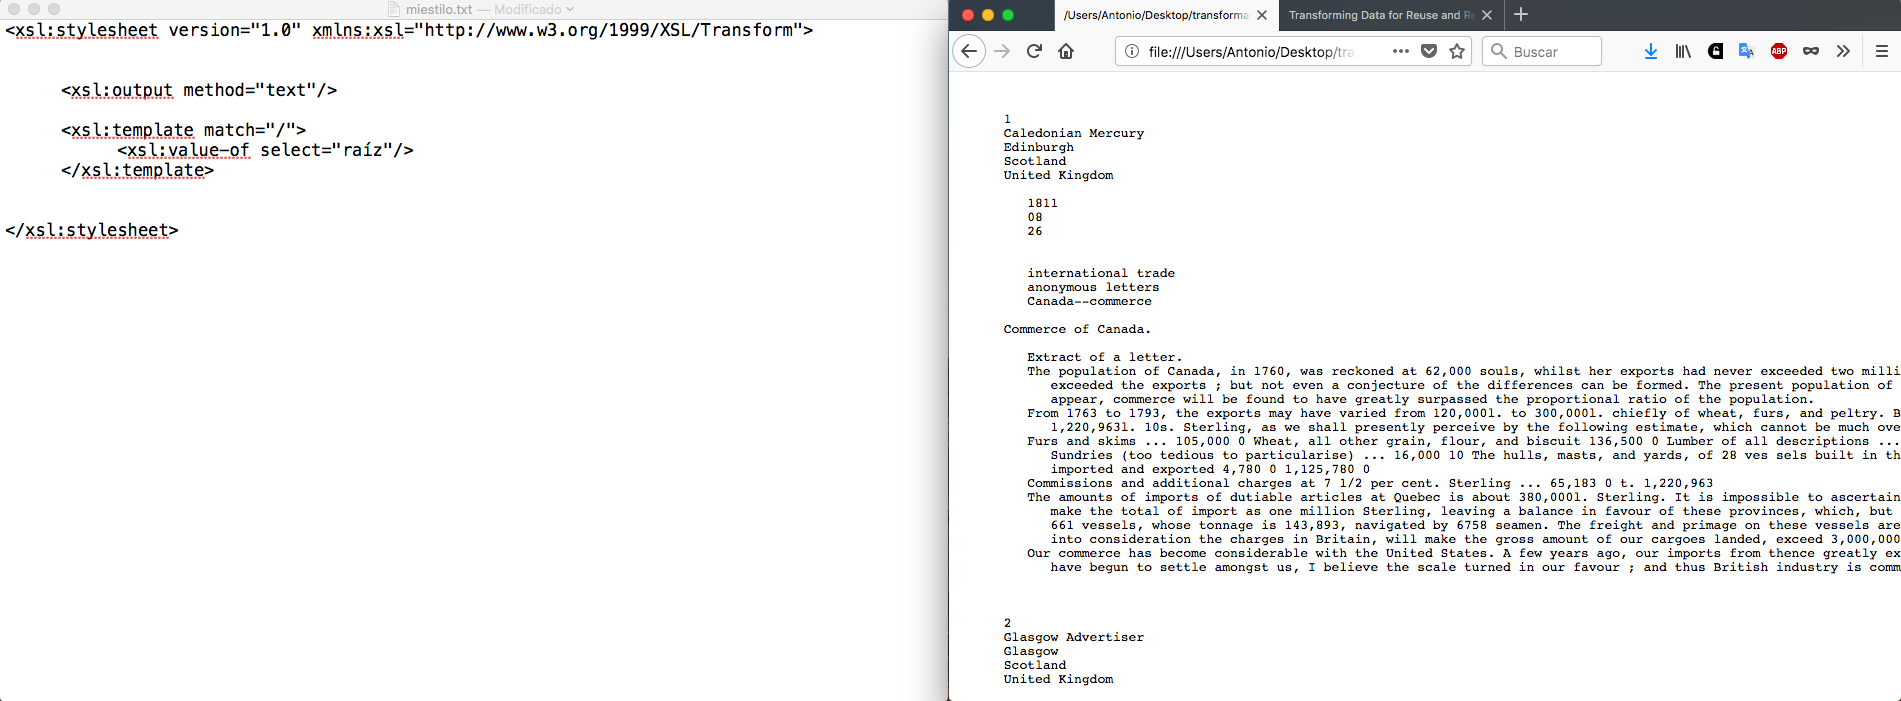 miestilo.txt — Modificado
<xsl:stylesheet version="1.0" xmlns:xsl="http://www.w3.org/1999/XSL/Transform">
<xsl:output method="text"/>
<xsl:template match="/">
<xsl:value-of select="raíz"/>
</xsl:template>
</xsl:stylesheet>
/Users/Antonio/Desktop/transforma
Transforming Data for Reuse and Re
file:///Users/Antonio/Desktop/tra
Buscar
ABP
1
Caledonian Mercury
Edinburgh
Scotland
United Kingdom
1811
08
26
international trade
anonymous letters
Canada--commerce
Commerce of Canada.
Extract of a letter.
The population of Canada, in 1760, was reckoned at 62,000 souls, whilst her exports had never exceeded two milli
exceeded the exports ; but not even a conjecture of the differences can be formed. The present population of
appear, commerce will be found to have greatly surpassed the proportional ratio of the population.
From 1763 to 1793, the exports may have varied from 120,000l. to 300,000l. chiefly of wheat, furs, and peltry. B
1,220,963l. 10s. Sterling, as we shall presently perceive by the following estimate, which cannot be much ove
Furs and skims ... 105,000 0 Wheat, all other grain, flour, and biscuit 136,500 0 Lumber of all descriptions ...
Sundries (too tedious to particularise) ... 16,000 10 The hulls, masts, and yards, of 28 ves sels built in th
imported and exported 4,780 0 1,125,780 0
Commissions and additional charges at 7 1/2 per cent. Sterling ... 65,183 0 t. 1,220,963
The amounts of imports of dutiable articles at Quebec is about 380,000l. Sterling. It is impossible to ascertain
make the total of import as one million Sterling, leaving a balance in favour of these provinces, which, but
661 vessels, whose tonnage is 143,893, navigated by 6758 seamen. The freight and primage on these vessels are
into consideration the charges in Britain, will make the gross amount of our cargoes landed, exceed 3,000,000
Our commerce has become considerable with the United States. A few years ago, our imports from thence greatly ex
have begun to settle amongst us, I believe the scale turned in our favour ; and thus British industry is comm
2
Glasgow Advertiser
Glasgow
Scotland
United Kingdom